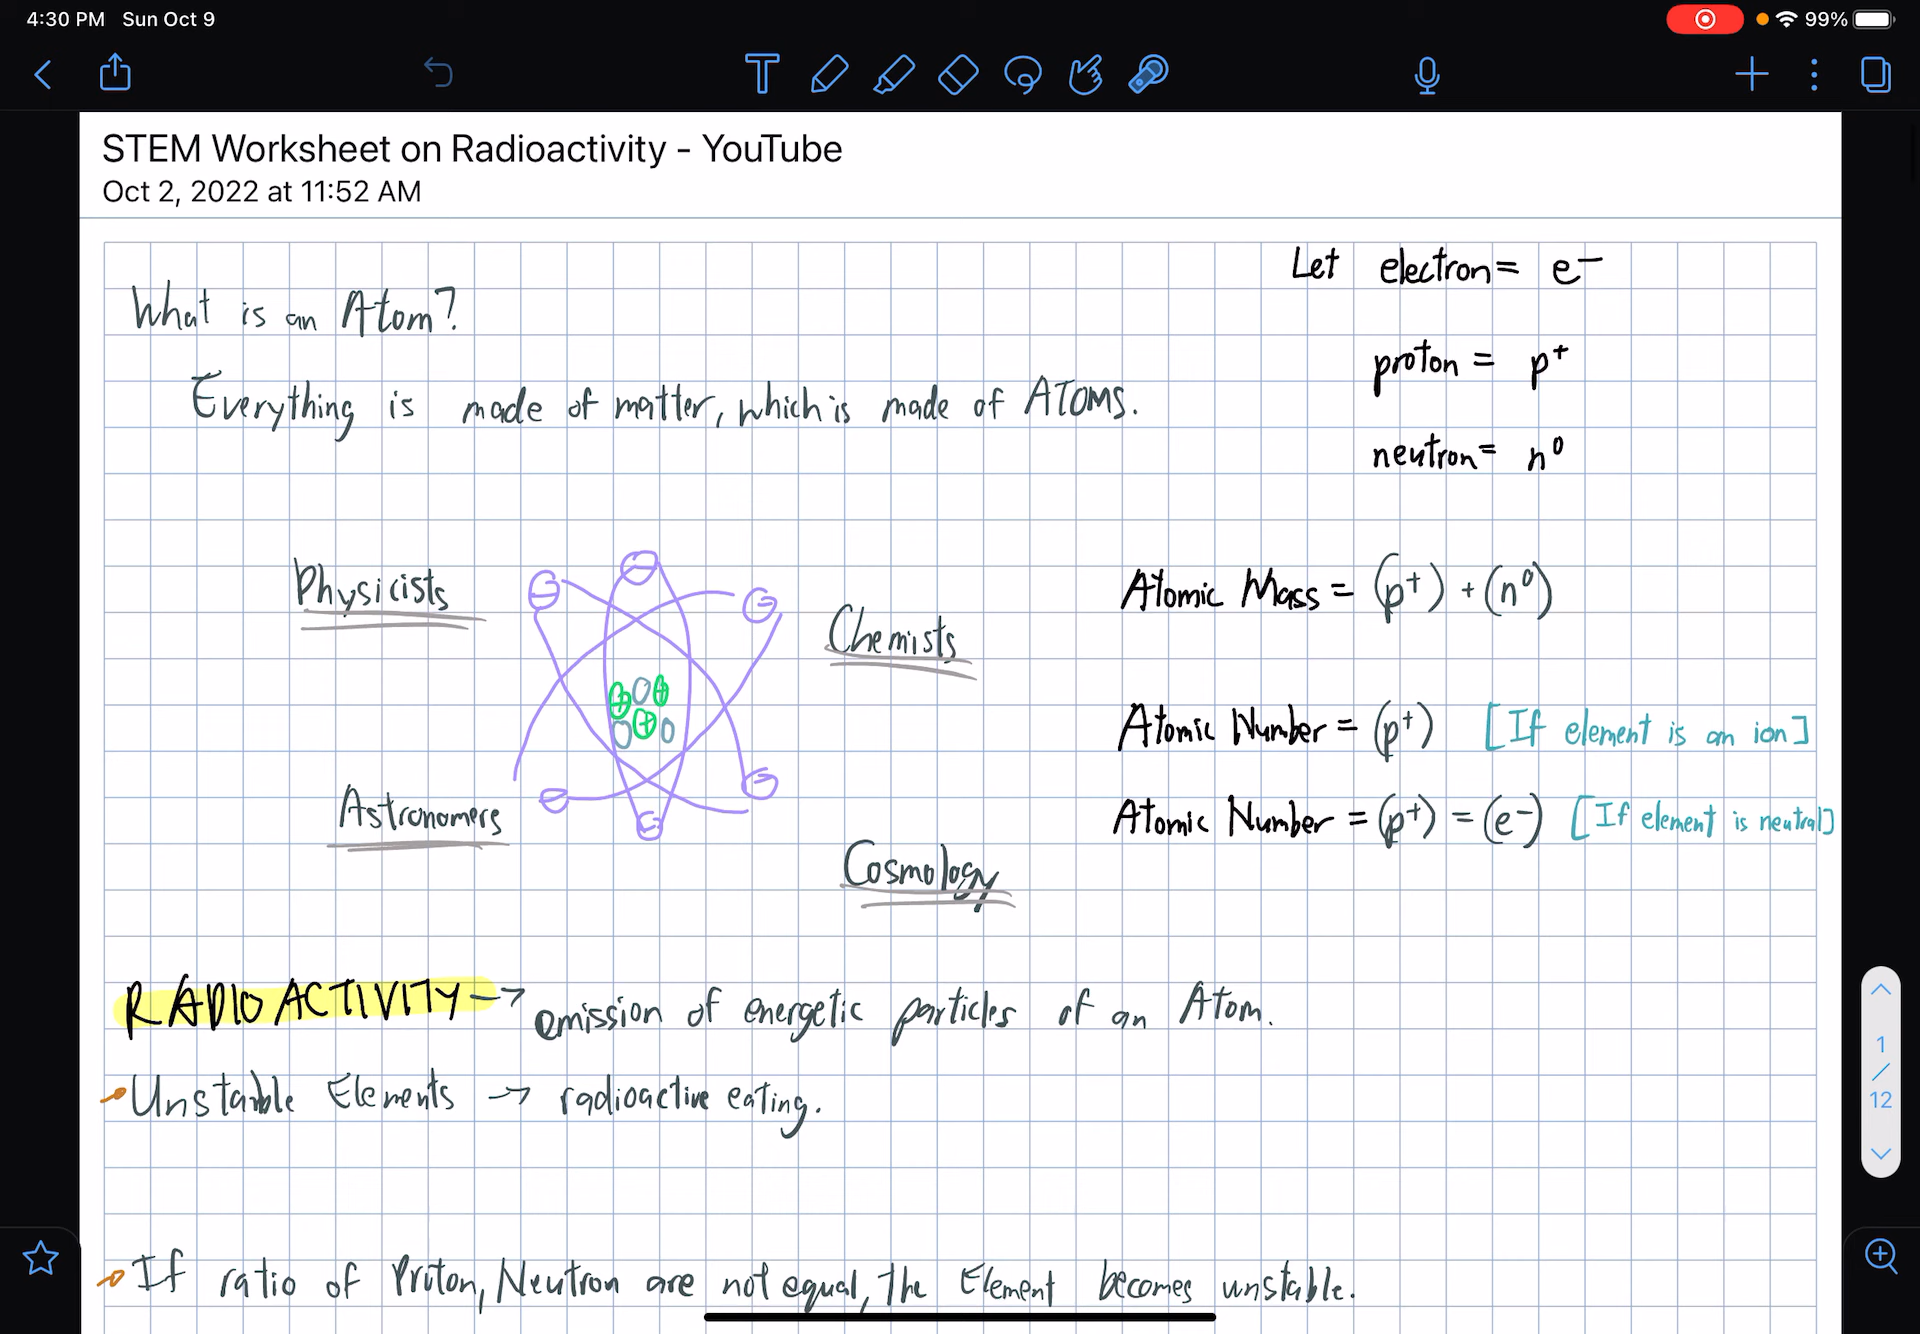 4:30 PM Sun Oct 9
99%
STEM Worksheet on Radioactivity - YouTube
Oct 2, 2022 at 11:52 AM
Let electron = e⁻
What is an Atom?
proton = p⁺
Everything is made of matter, which is made of ATOMS.
neutron = n⁰
Physicists
Chemists
Atomic Mass = (p⁺) + (n⁰)
Atomic Number = (p⁺) [If element is an ion]
Astronomers
Atomic Number = (p⁺) = (e⁻) [If element is neutral]
Cosmology
RADIOACTIVITY → emission of energetic particles of an Atom.
Unstable Elements → radioactive eating.
1
/
12
If ratio of Proton, Neutron are not equal, the Element becomes unstable.